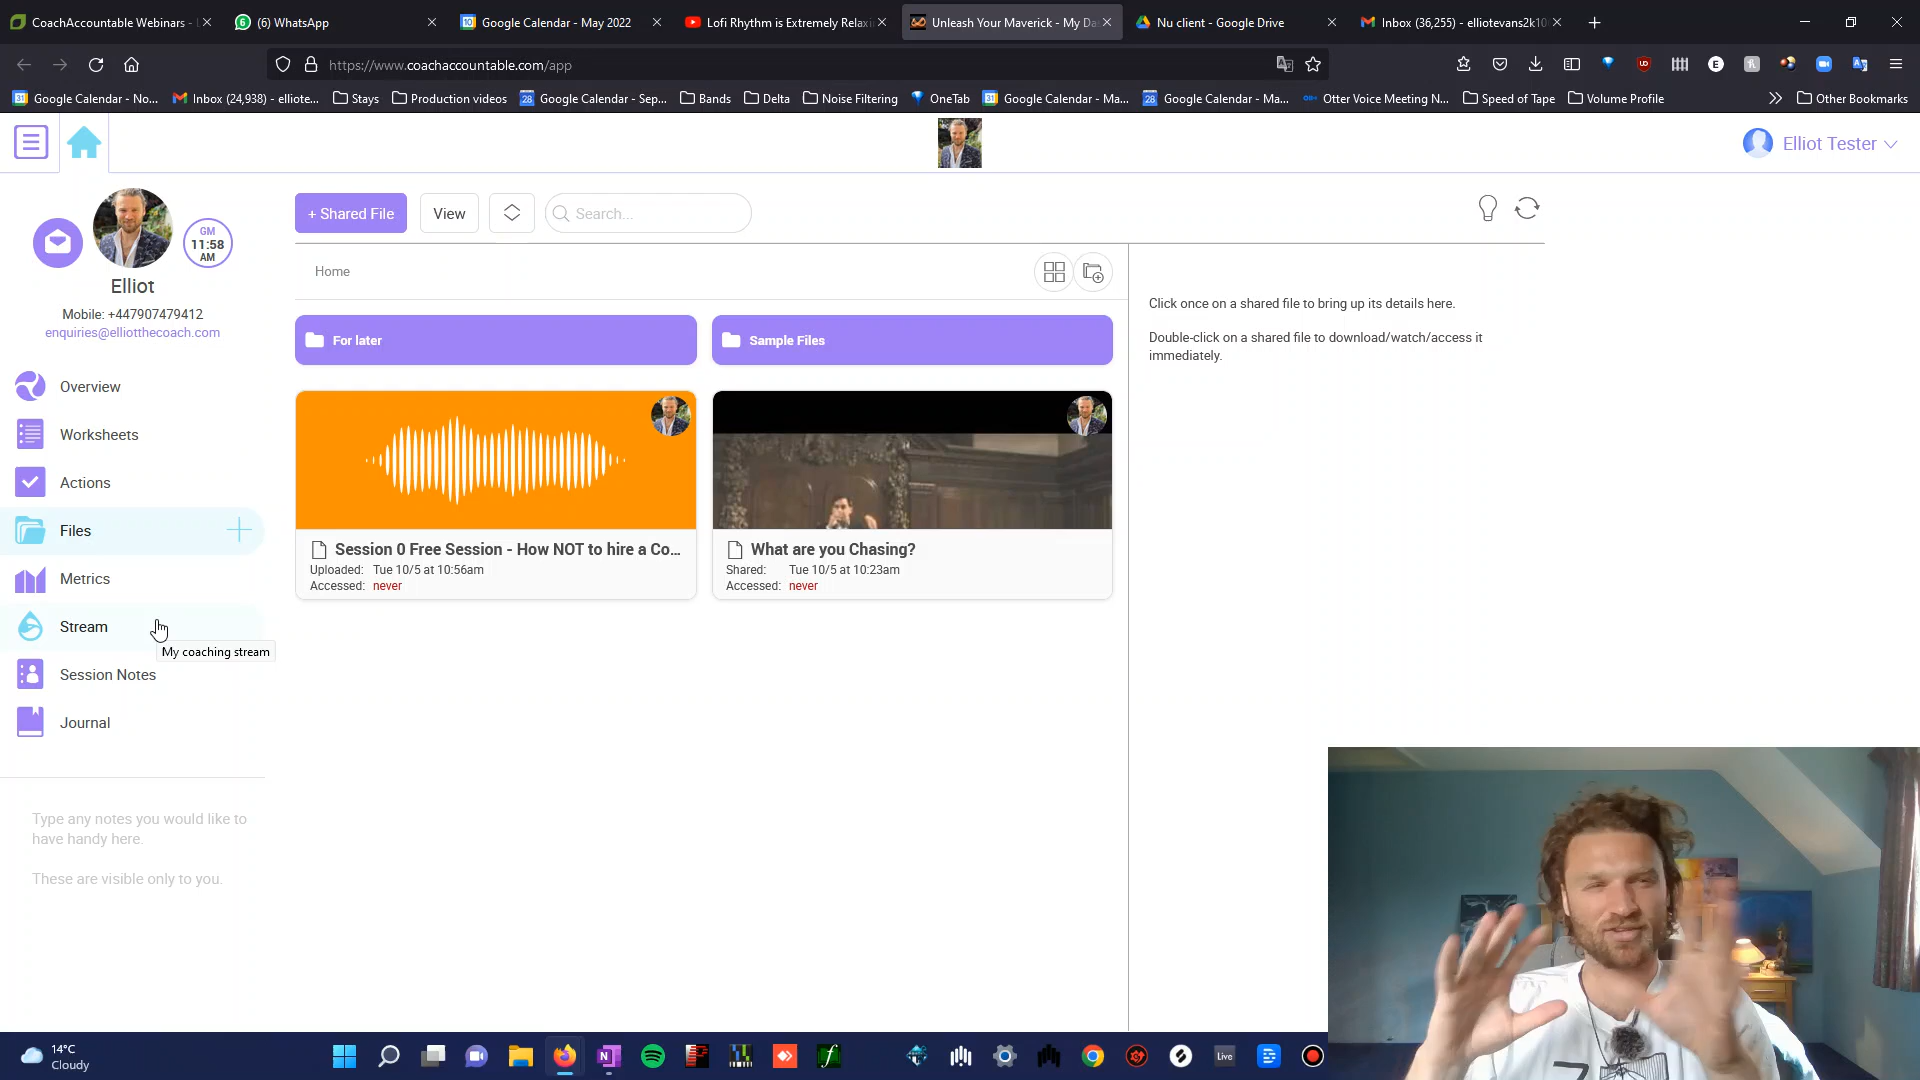 CoachAccountable Webinars -
(6) WhatsApp
Google Calendar - May 2022
Lofi Rhythm is Extremely Relaxi
Unleash Your Maverick - My Da
Nu client - Google Drive
Inbox (36,255) - elliotevans2k10
https://www.coachaccountable.com/app
Google Calendar - No...
Inbox (24,938) - elliote...
Stays
Production videos
Google Calendar - Sep...
Bands
Delta
Noise Filtering
OneTab
Google Calendar - Ma...
Google Calendar - Ma...
Otter Voice Meeting N...
Speed of Tape
Volume Profile
Other Bookmarks
Elliot Tester
GM
11:58
AM
Elliot
Mobile: +447907479412
enquiries@elliotthecoach.com
Overview
Worksheets
Actions
Files
Metrics
Stream
My coaching stream
Session Notes
Journal
Type any notes you would like to
have handy here.
These are visible only to you.
+ Shared File
View
Search...
Home
For later
Sample Files
Session 0 Free Session - How NOT to hire a Co...
Uploaded: Tue 10/5 at 10:56am
Accessed: never
What are you Chasing?
Shared: Tue 10/5 at 10:23am
Accessed: never
Click once on a shared file to bring up its details here.
Double-click on a shared file to download/watch/access it
immediately.
14°C
Cloudy
Live